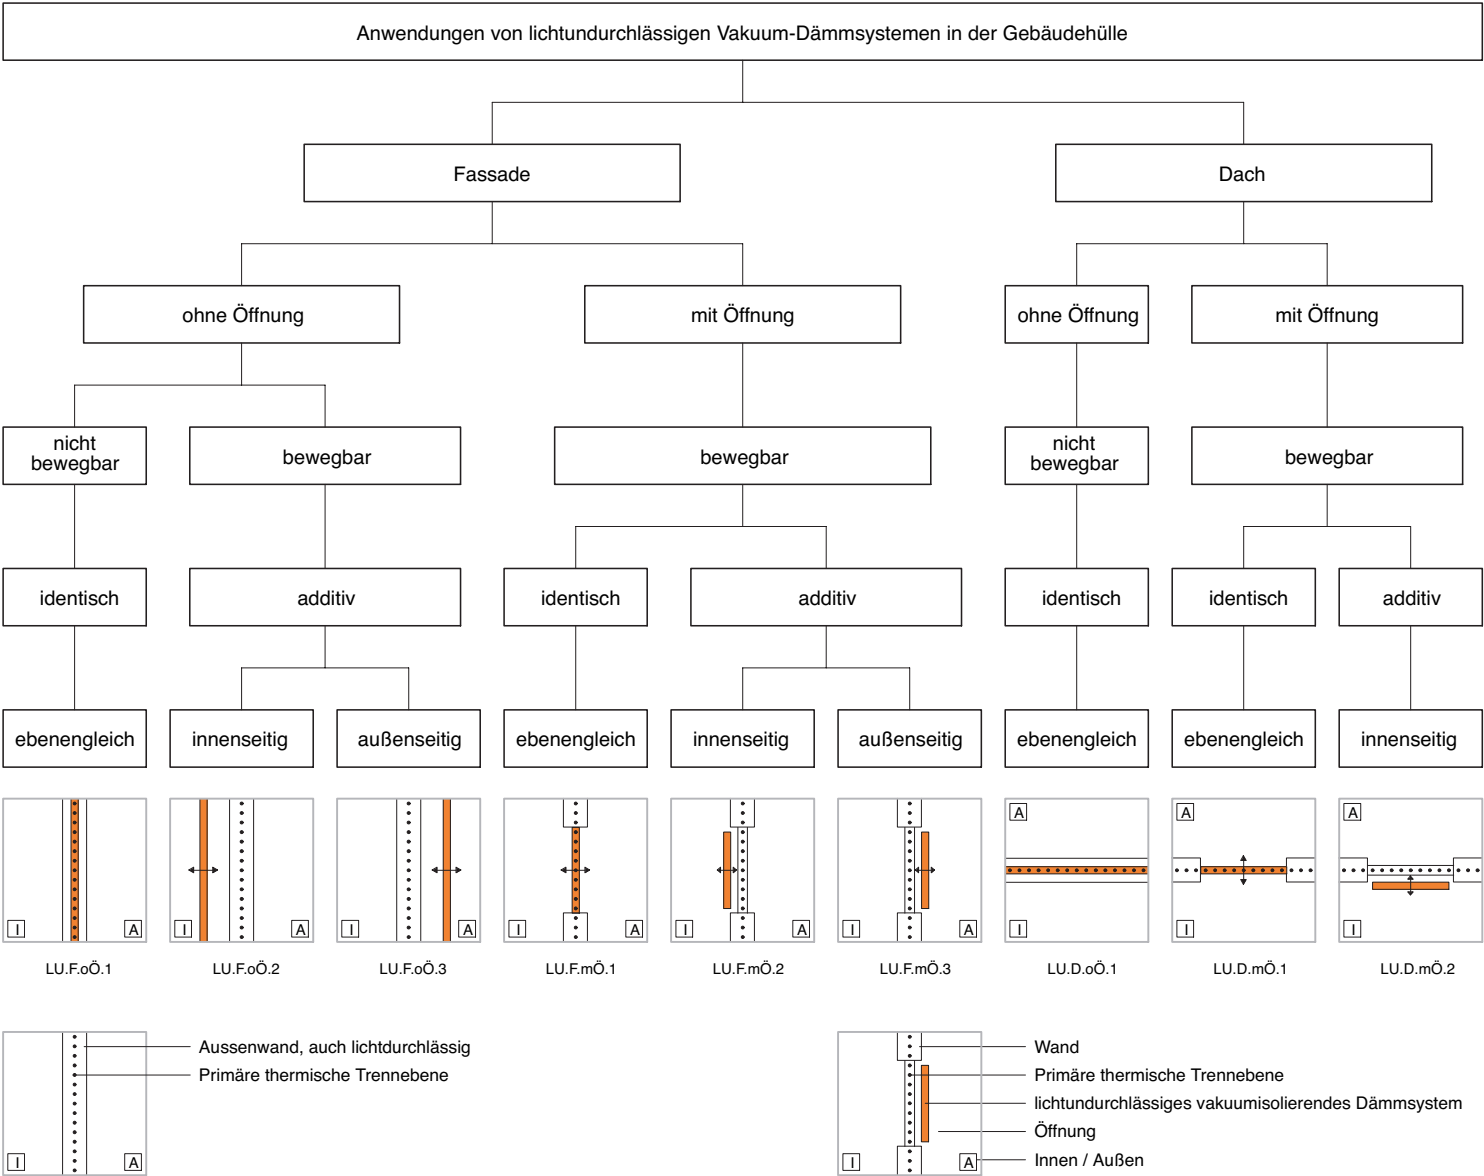 Anwendungen von lichtundurchlässigen Vakuum-Dämmsystemen in der Gebäudehülle
Fassade
Dach
ohne Öffnung
mit Öffnung
ohne Öffnung
mit Öffnung
nicht
bewegbar
bewegbar
bewegbar
nicht
bewegbar
bewegbar
identisch
additiv
identisch
additiv
identisch
identisch
additiv
ebenengleich
innenseitig
außenseitig
ebenengleich
innenseitig
außenseitig
ebenengleich
ebenengleich
innenseitig
I
A
I
A
I
A
I
A
I
A
I
A
A
I
A
I
A
I
LU.F.oÖ.1
LU.F.oÖ.2
LU.F.oÖ.3
LU.F.mÖ.1
LU.F.mÖ.2
LU.F.mÖ.3
LU.D.oÖ.1
LU.D.mÖ.1
LU.D.mÖ.2
Aussenwand, auch lichtdurchlässig
Primäre thermische Trennebene
I
A
Wand
Primäre thermische Trennebene
lichtundurchlässiges vakuumisolierendes Dämmsystem
Öffnung
Innen / Außen
I
A